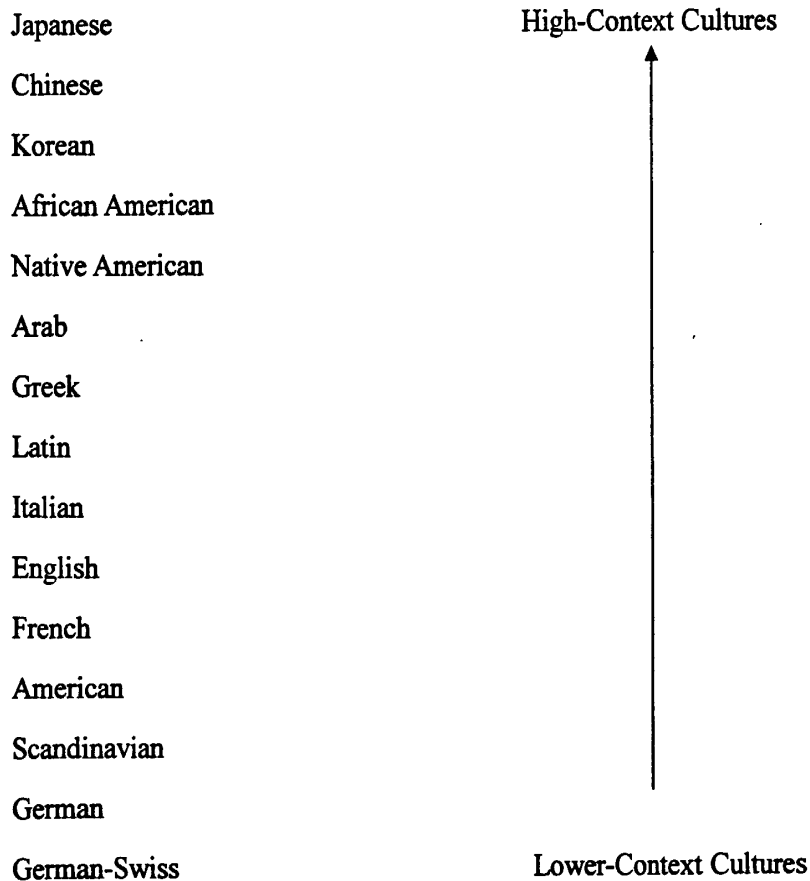 Japanese
High-Context Cultures
Chinese
Korean
African American
Native American
Arab
Greek
Latin
Italian
English
French
American
Scandinavian
German
German-Swiss
Lower-Context Cultures